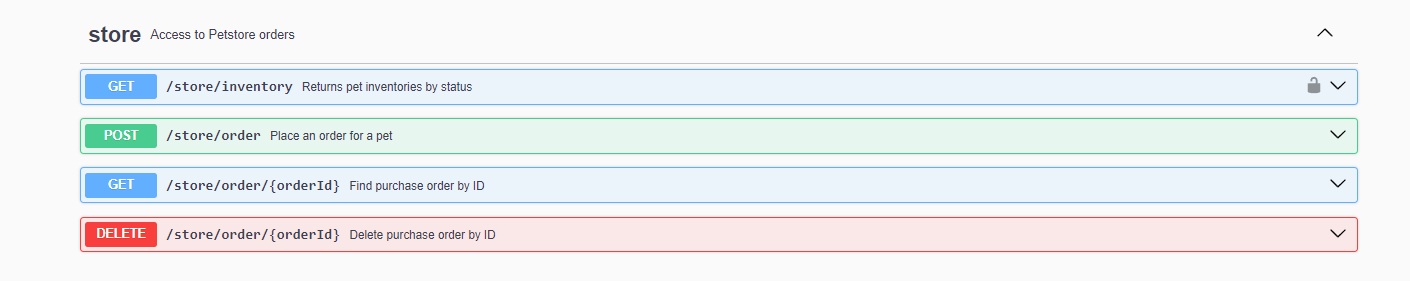 store Access to Petstore orders
GET /store/inventory Returns pet inventories by status
POST /store/order Place an order for a pet
GET /store/order/{orderId} Find purchase order by ID
DELETE /store/order/{orderId} Delete purchase order by ID